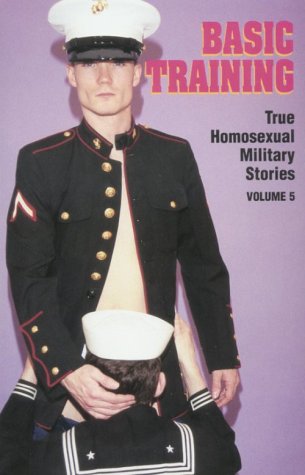 BASIC
TRAINING
True
Homosexual
Military
Stories
VOLUME 5